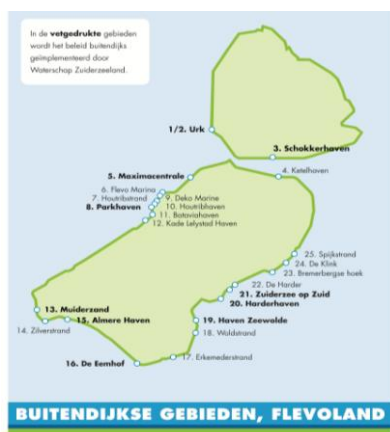 In de vetgedrukte gebieden
wordt het beleid buitendijks
geïmplementeerd door
Waterschap Zuiderzeeland.
1/2. Urk
3. Schokkerhaven
5. Maximacentrale
4. Ketelhaven
6. Flevo Marina
7. Houtribstrand
8. Parkhaven
9. Deko Marine
10. Houtribhaven
11. Bataviahaven
12. Kade Lelystad Haven
25. Spijkstrand
24. De Klink
23. Bremerbergse hoek
22. De Harder
21. Zuiderzee op Zuid
20. Harderhaven
13. Muiderzand
15. Almere Haven
14. Zilverstrand
19. Haven Zeewolde
18. Woldstrand
17. Erkemederstrand
16. De Eemhof
BUITENDIJKSE GEBIEDEN, FLEVOLAND